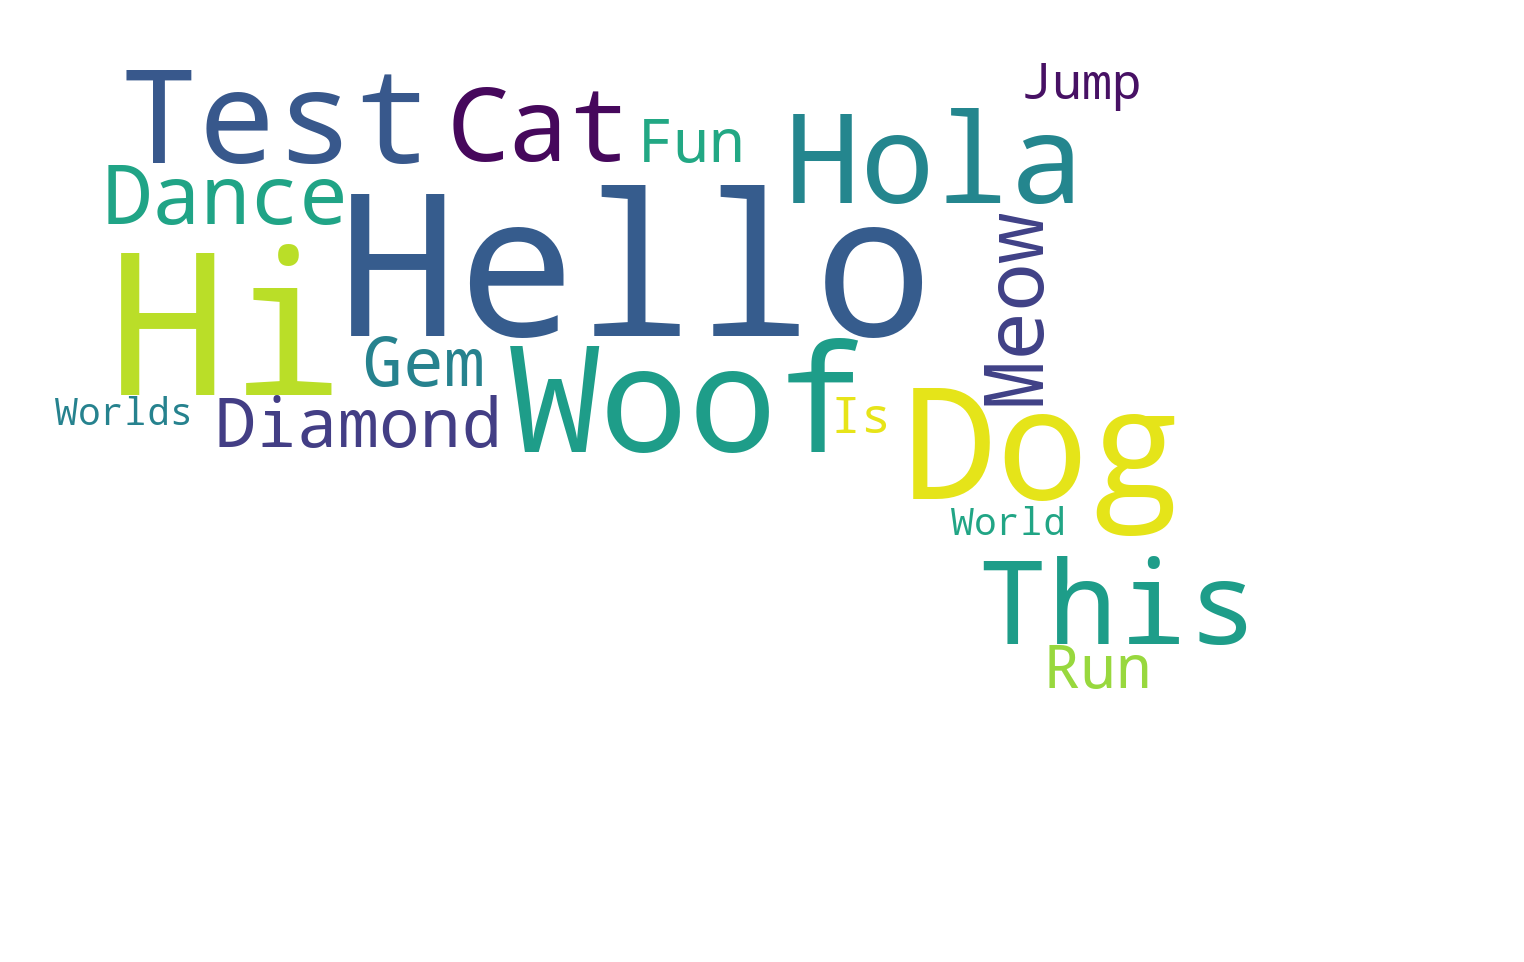 Jump
Test
Cat
Fun
Hola
Dance
Hello
Meow
Hi
Gem
Woof
Is
Dog
Worlds
Diamond
World
This
Run